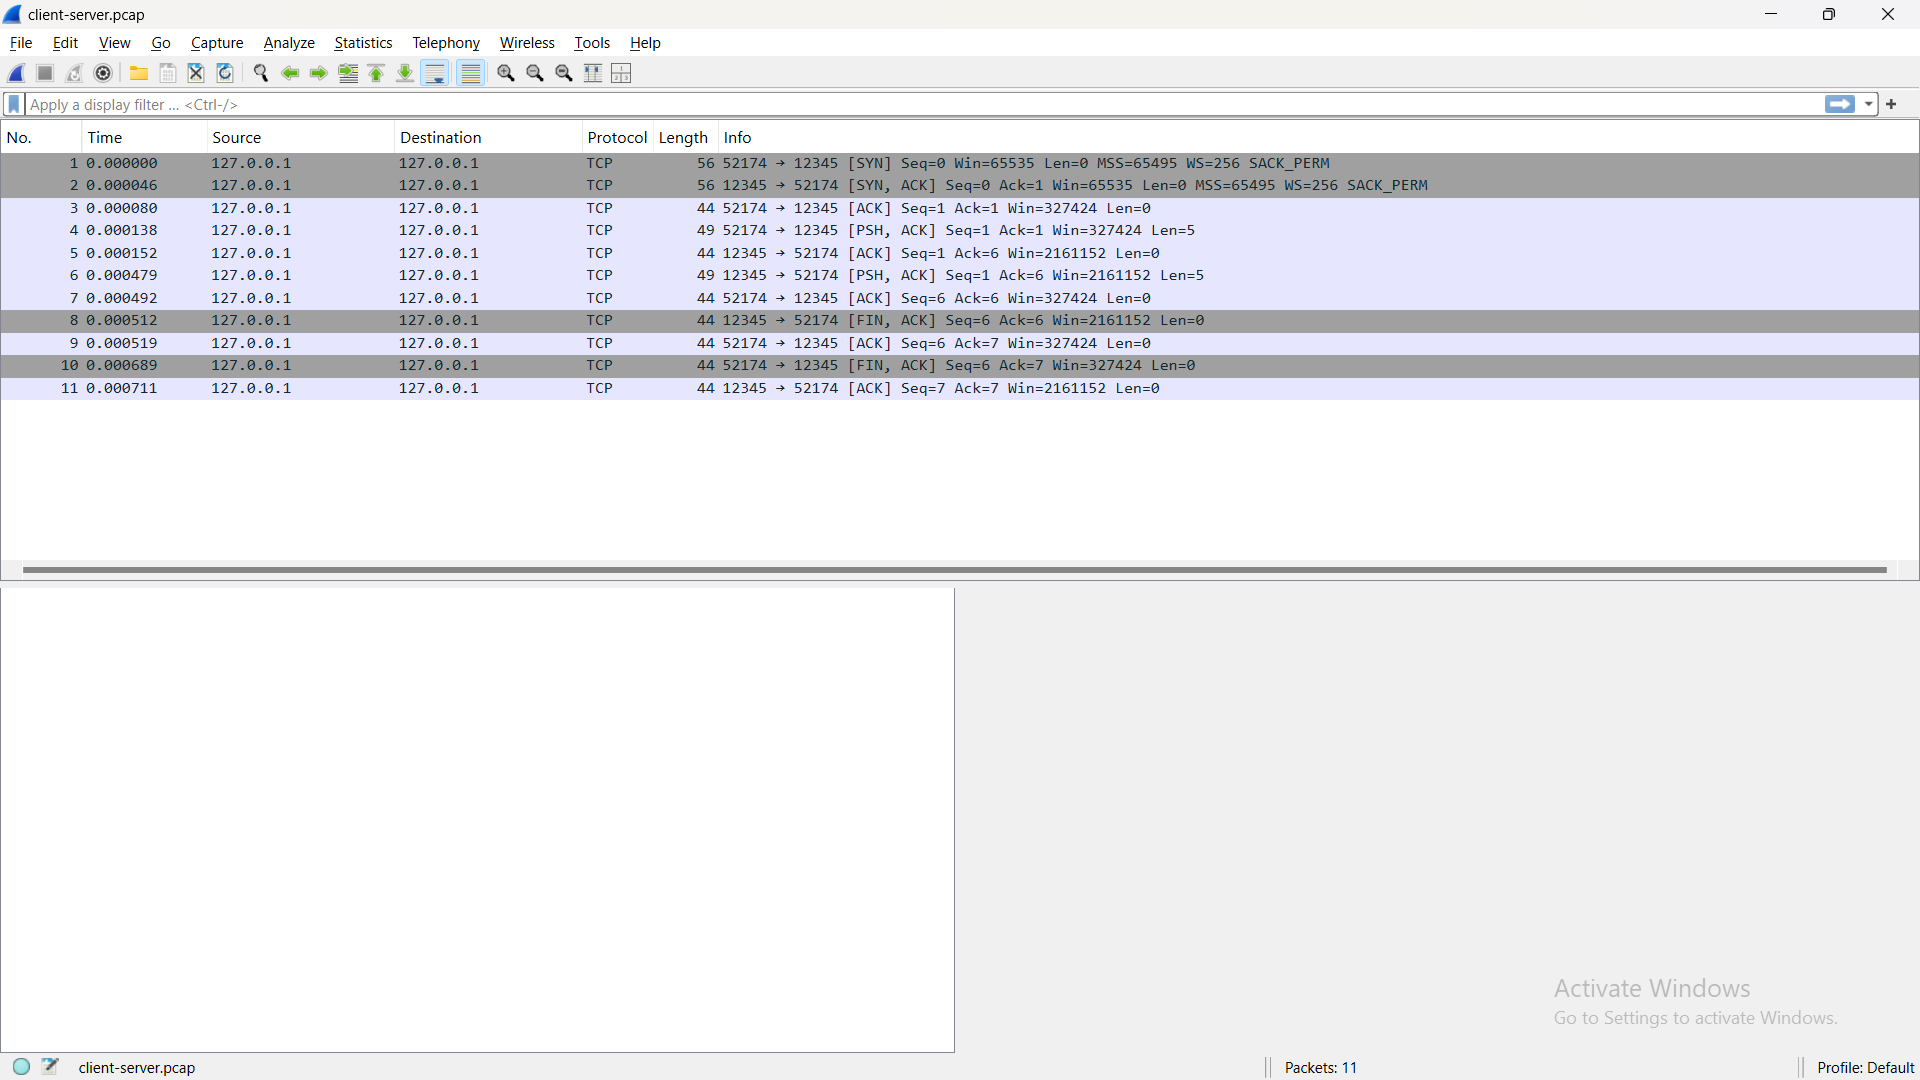 client-server.pcap
File Edit View Go Capture Analyze Statistics Telephony Wireless Tools Help
Apply a display filter ... <Ctrl-/>
No. Time Source Destination Protocol Length Info
1 0.000000 127.0.0.1 127.0.0.1 TCP 56 52174 → 12345 [SYN] Seq=0 Win=65535 Len=0 MSS=65495 WS=256 SACK_PERM
2 0.000046 127.0.0.1 127.0.0.1 TCP 56 12345 → 52174 [SYN, ACK] Seq=0 Ack=1 Win=65535 Len=0 MSS=65495 WS=256 SACK_PERM
3 0.000080 127.0.0.1 127.0.0.1 TCP 44 52174 → 12345 [ACK] Seq=1 Ack=1 Win=327424 Len=0
4 0.000138 127.0.0.1 127.0.0.1 TCP 49 52174 → 12345 [PSH, ACK] Seq=1 Ack=1 Win=327424 Len=5
5 0.000152 127.0.0.1 127.0.0.1 TCP 44 12345 → 52174 [ACK] Seq=1 Ack=6 Win=2161152 Len=0
6 0.000479 127.0.0.1 127.0.0.1 TCP 49 12345 → 52174 [PSH, ACK] Seq=1 Ack=6 Win=2161152 Len=5
7 0.000492 127.0.0.1 127.0.0.1 TCP 44 52174 → 12345 [ACK] Seq=6 Ack=6 Win=327424 Len=0
8 0.000512 127.0.0.1 127.0.0.1 TCP 44 12345 → 52174 [FIN, ACK] Seq=6 Ack=6 Win=2161152 Len=0
9 0.000519 127.0.0.1 127.0.0.1 TCP 44 52174 → 12345 [ACK] Seq=6 Ack=7 Win=327424 Len=0
10 0.000689 127.0.0.1 127.0.0.1 TCP 44 52174 → 12345 [FIN, ACK] Seq=6 Ack=7 Win=327424 Len=0
11 0.000711 127.0.0.1 127.0.0.1 TCP 44 12345 → 52174 [ACK] Seq=7 Ack=7 Win=2161152 Len=0
Activate Windows
Go to Settings to activate Windows.
client-server.pcap Packets: 11 Profile: Default